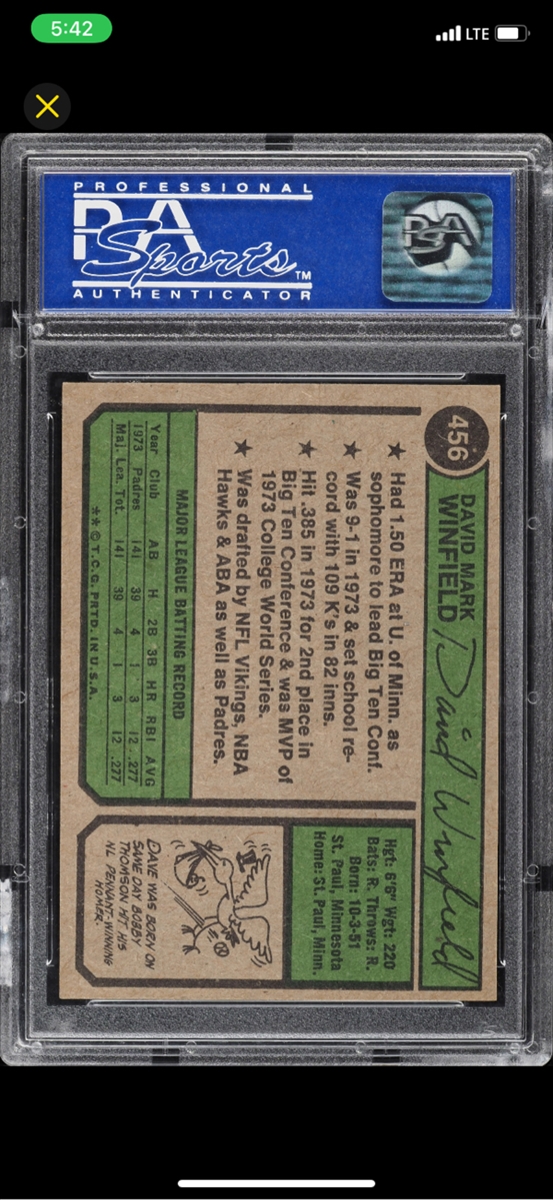 5:42
LTE
PROFESSIONAL
PSA
Sports TM
AUTHENTICATOR
PSA
456
DAVID MARK
WINFIELD
David Winfield
★ Had 1.50 ERA at U. of Minn. as
sophomore to lead Big Ten Conf.
★ Was 9-1 in 1973 & set school re-
cord with 109 K's in 82 inns.
★ Hit .385 in 1973 for 2nd place in
Big Ten Conference & was MVP of
1973 College World Series.
★ Was drafted by NFL Vikings, NBA
Hawks & ABA as well as Padres.
Hgt: 6'6" Wgt: 220
Bats: R. Throws: R.
Born: 10-3-51
St. Paul, Minnesota
Home: St. Paul, Minn.
MAJOR LEAGUE BATTING RECORD
Year Club AB H 2B 3B HR RBI AVG
1973 Padres 141 39 4 1 3 12 .277
Maj. Lea. Tot. 141 39 4 1 3 12 .277
★★ © T.C.G. PRTD. IN U.S.A.
DAVE WAS BORN ON
SAME DAY BOBBY
THOMSON HIT HIS
NL PENNANT-WINNING
HOMER.